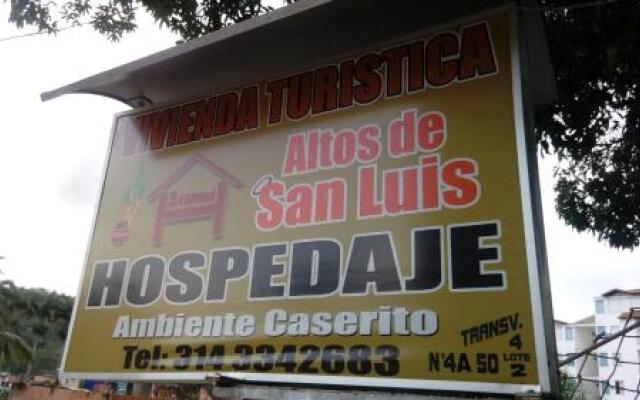 VIVIENDA TURISTICA
Altos de
San Luis
HOSPEDAJE
Ambiente Caserito
Tel: 314 3342683
TRANSV.
4
N°4A 50 LOTE
2